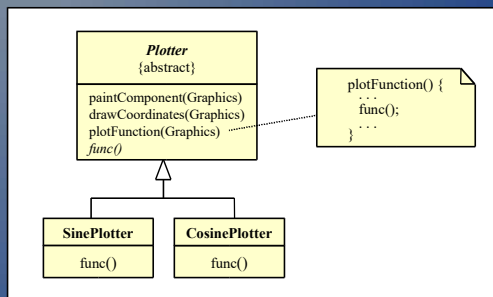 Plotter
{abstract}
paintComponent(Graphics)
drawCoordinates(Graphics)
plotFunction(Graphics)
func()
plotFunction() {
. . .
func();
. . .
}
SinePlotter
func()
CosinePlotter
func()